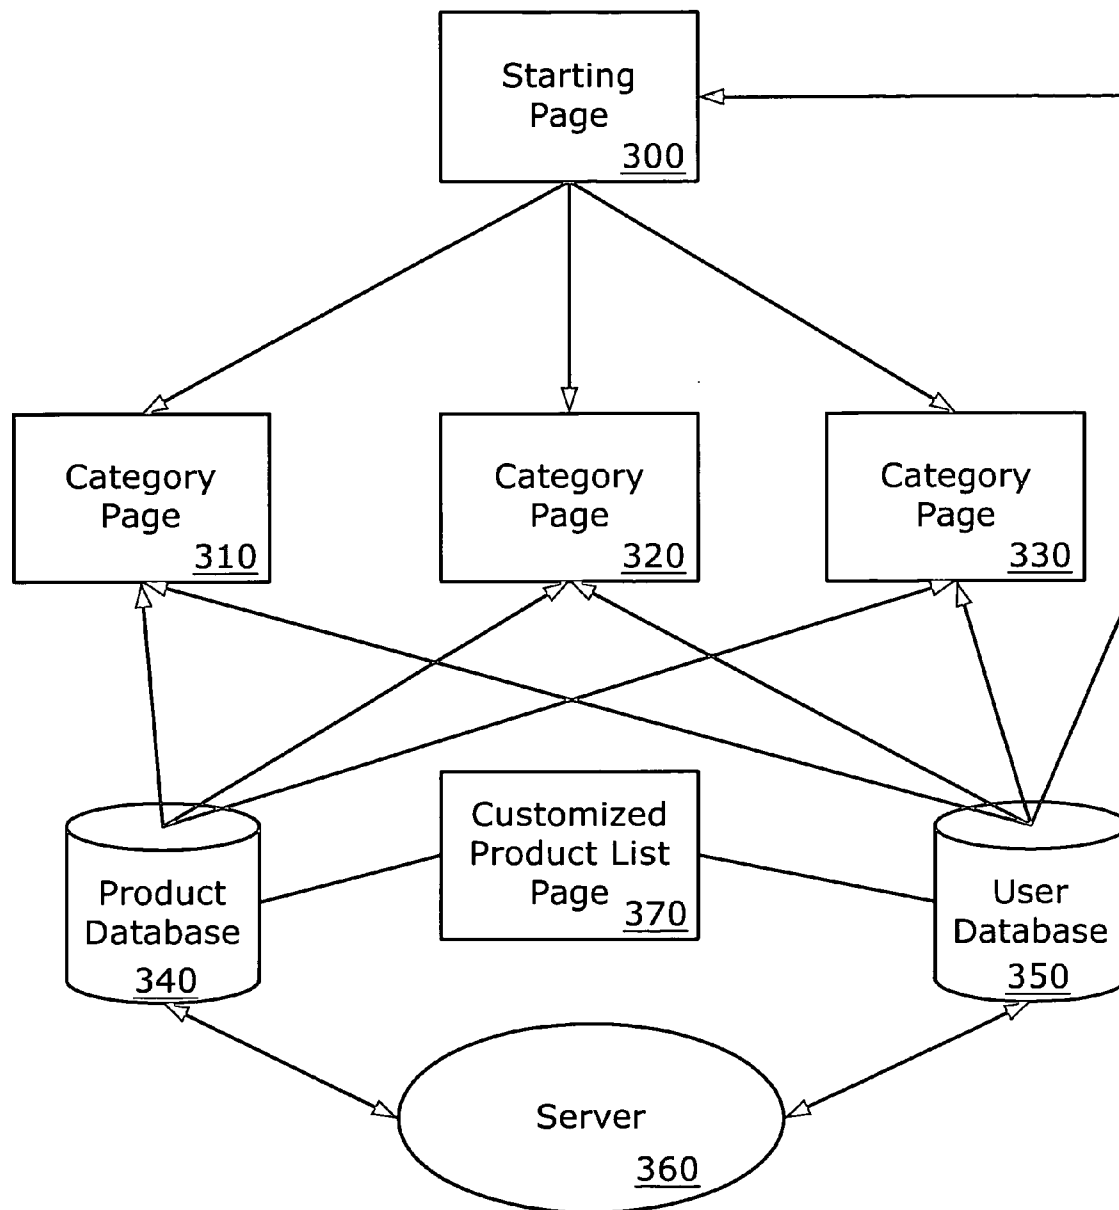 Starting
Page
300
Category
Page
310
Category
Page
320
Category
Page
330
Product
Database
340
Customized
Product List
Page
370
User
Database
350
Server
360